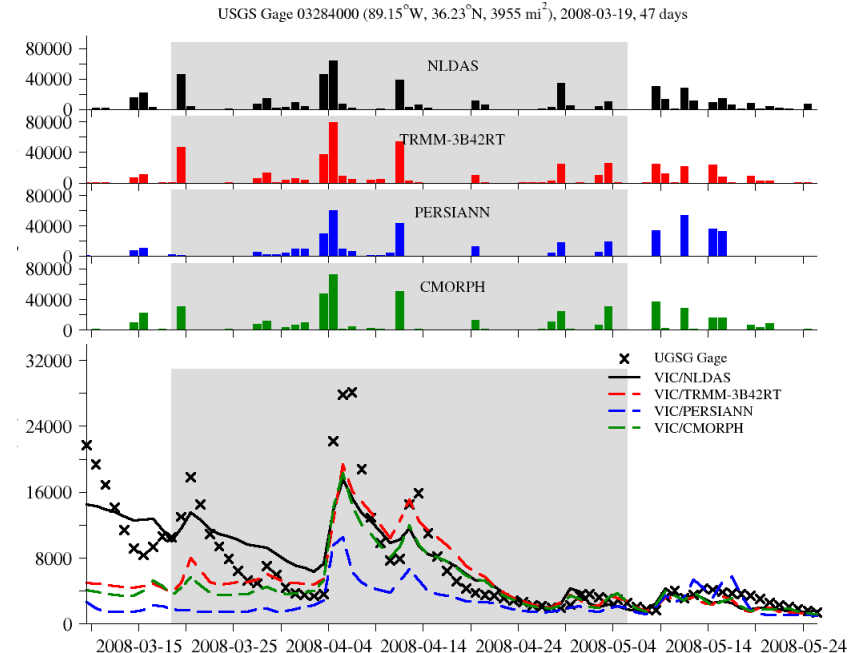 USGS Gage 03284000 (89.15°W, 36.23°N, 3955 mi²), 2008-03-19, 47 days
80000
40000
0
NLDAS
80000
40000
0
TRMM-3B42RT
80000
40000
0
PERSIANN
80000
40000
0
CMORPH
32000
24000
16000
8000
0
UGSG Gage
VIC/NLDAS
VIC/TRMM-3B42RT
VIC/PERSIANN
VIC/CMORPH
2008-03-15 2008-03-25 2008-04-04 2008-04-14 2008-04-24 2008-05-04 2008-05-14 2008-05-24